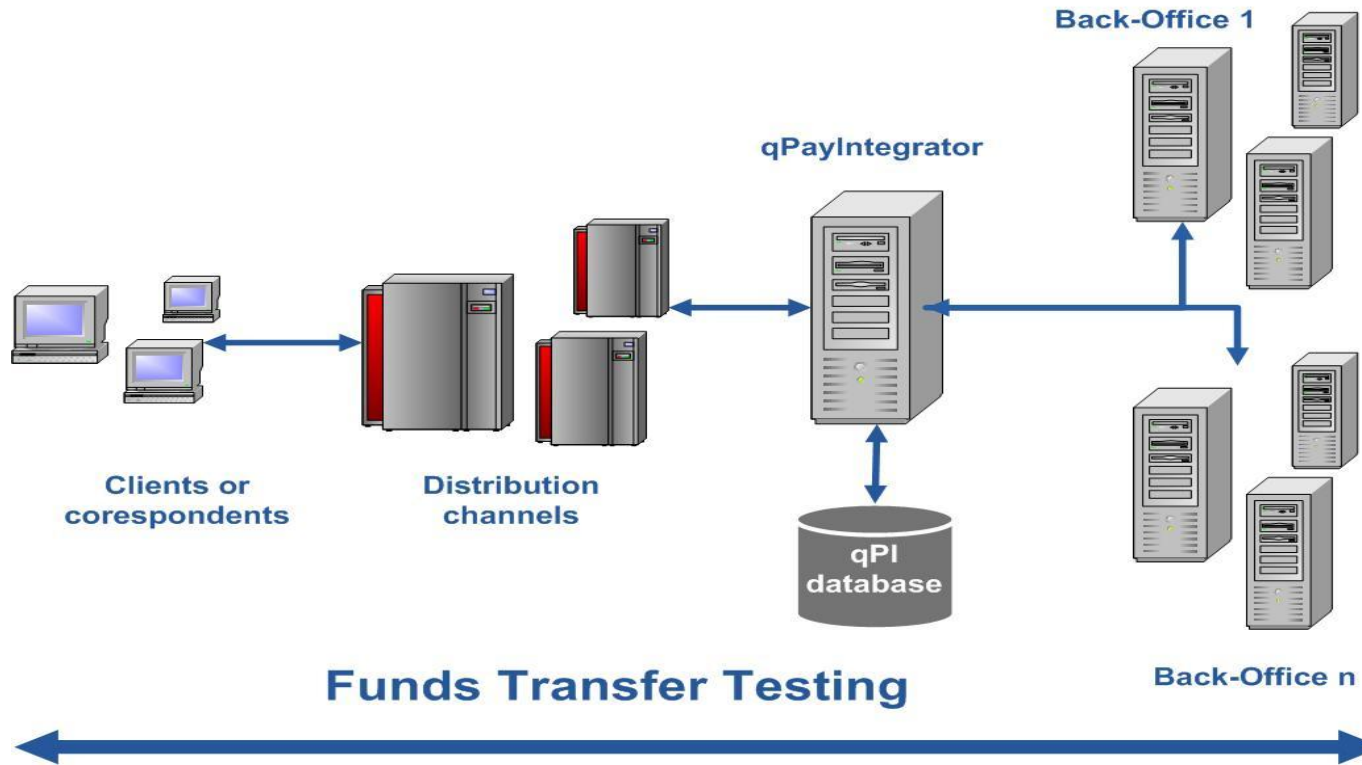 Back-Office 1
qPayIntegrator
Clients or
corespondents
Distribution
channels
qPI
database
Back-Office n
Funds Transfer Testing